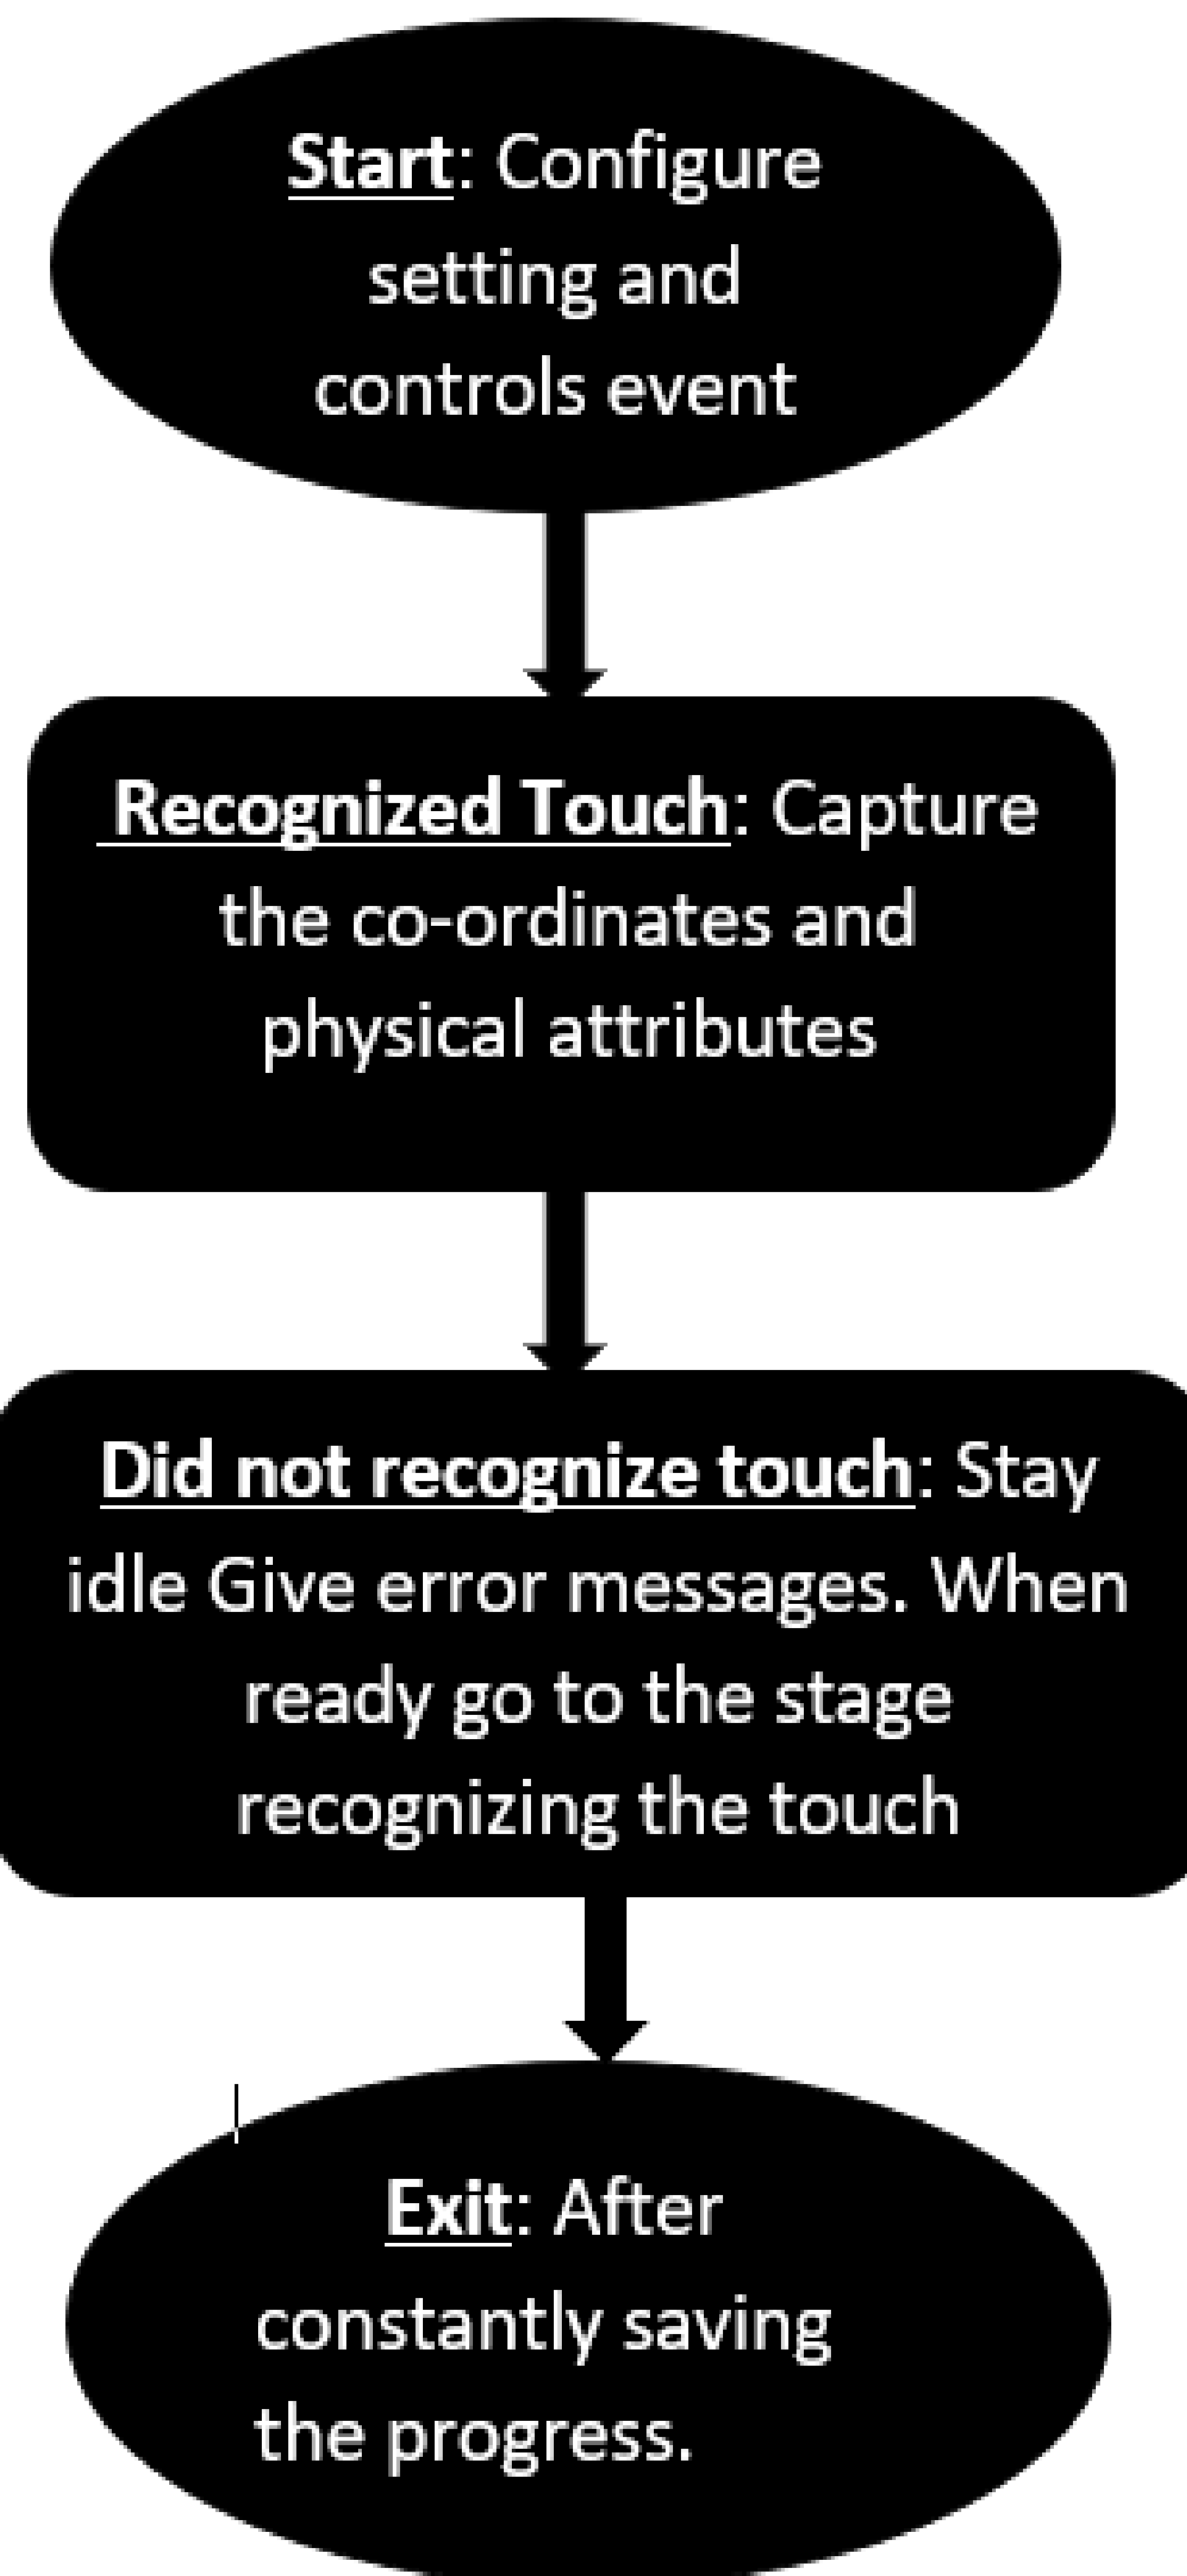 Start: Configure
setting and
controls event
Recognized Touch: Capture
the co-ordinates and
physical attributes
Did not recognize touch: Stay
idle Give error messages. When
ready go to the stage
recognizing the touch
Exit: After
constantly saving
the progress.